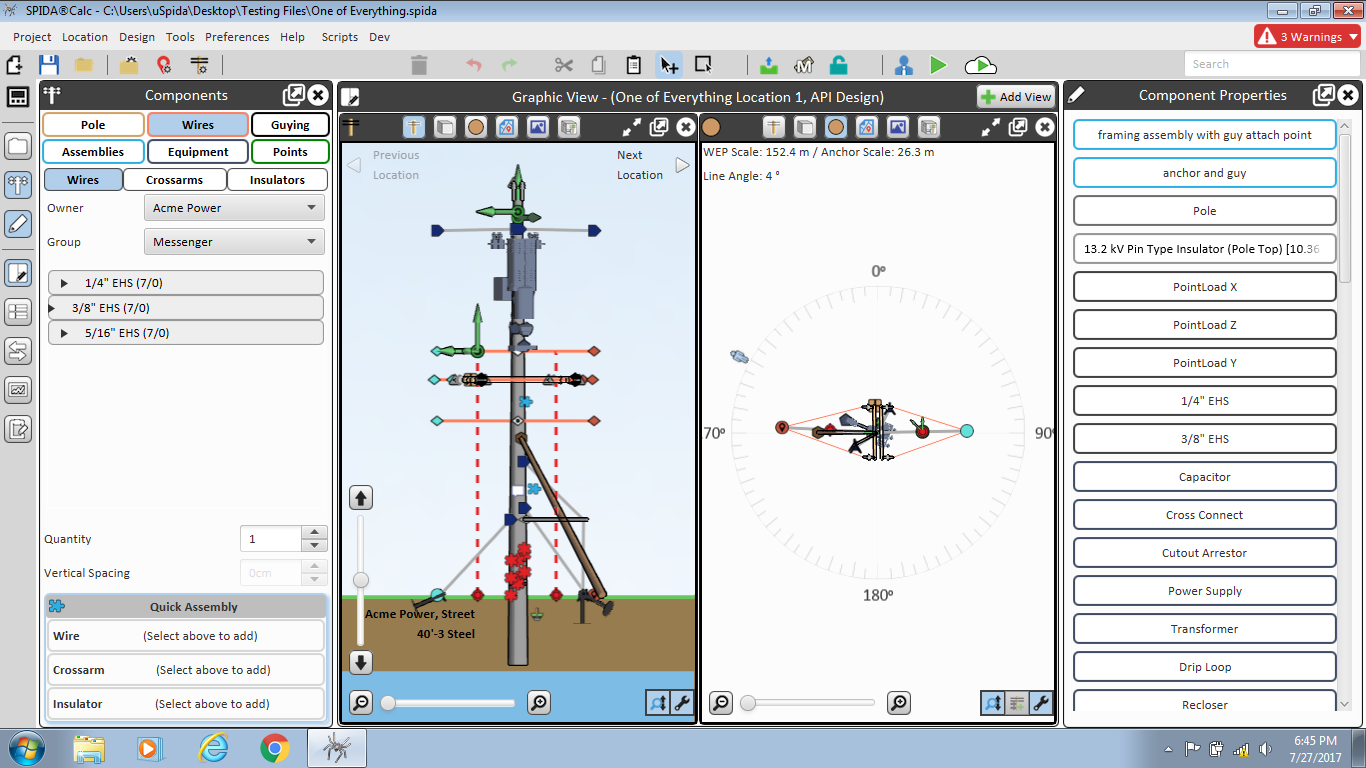 SPIDA®Calc - C:\Users\uSpida\Desktop\Testing Files\One of Everything.spida
Project Location Design Tools Preferences Help Scripts Dev
3 Warnings
Search
Components
Pole Wires Guying
Assemblies Equipment Points
Wires Crossarms Insulators
Owner Acme Power
Group Messenger
1/4" EHS (7/0)
3/8" EHS (7/0)
5/16" EHS (7/0)
Quantity 1
Vertical Spacing 0cm
Quick Assembly
Wire (Select above to add)
Crossarm (Select above to add)
Insulator (Select above to add)
Graphic View - (One of Everything Location 1, API Design)
Add View
Previous
Location
Next
Location
Acme Power, Street
40'-3 Steel
WEP Scale: 152.4 m / Anchor Scale: 26.3 m
Line Angle: 4 °
0º
70º
90º
180º
Component Properties
framing assembly with guy attach point
anchor and guy
Pole
13.2 kV Pin Type Insulator (Pole Top) [10.36
PointLoad X
PointLoad Z
PointLoad Y
1/4" EHS
3/8" EHS
Capacitor
Cross Connect
Cutout Arrestor
Power Supply
Transformer
Drip Loop
Recloser
6:45 PM
7/27/2017